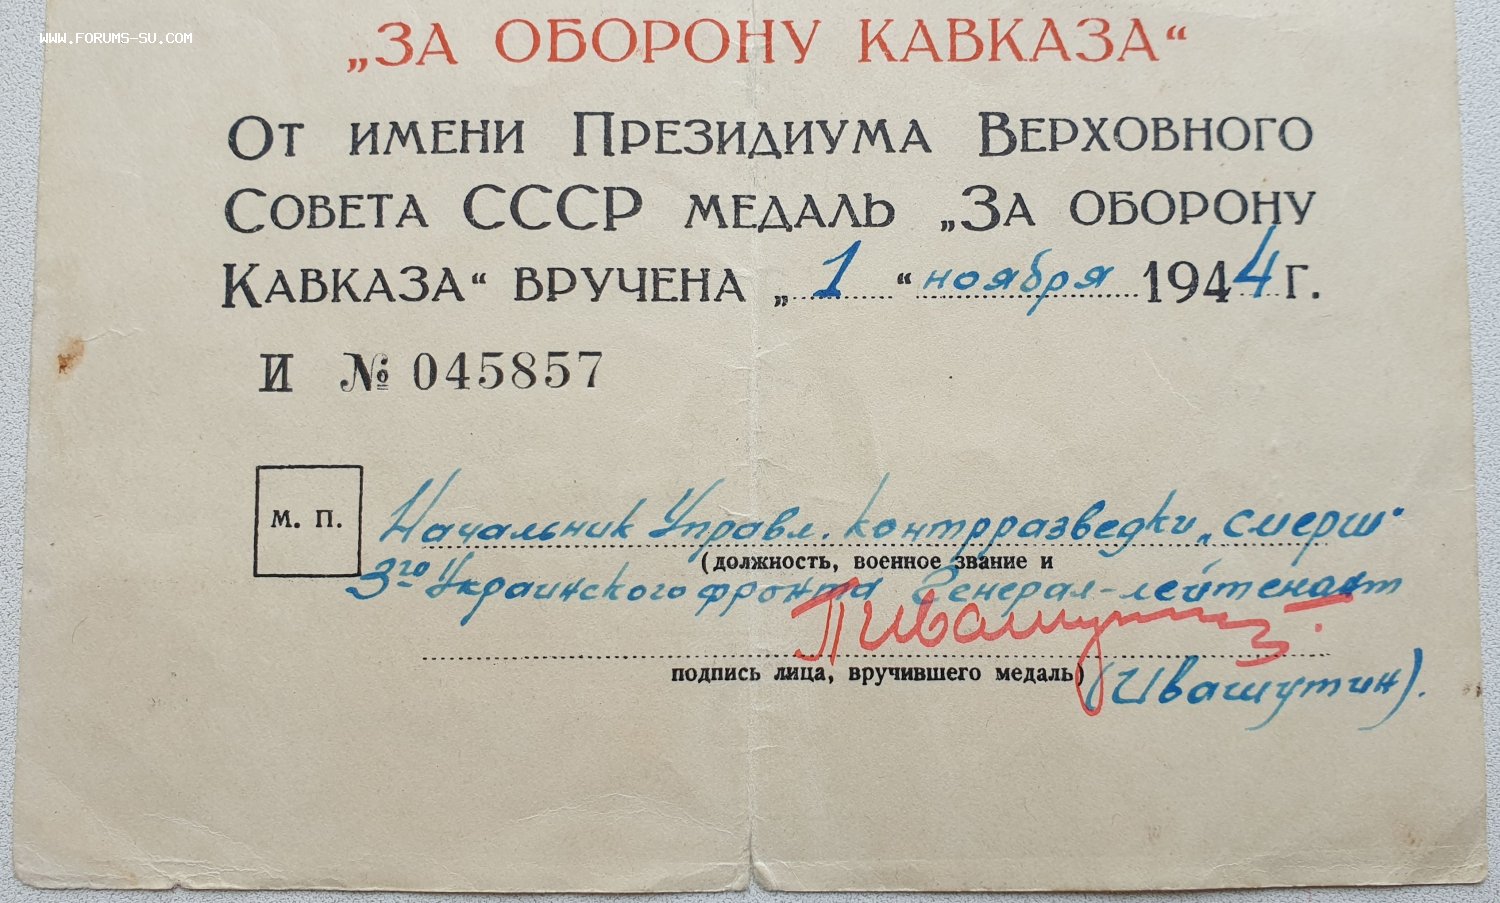 WWW.FORUMS-SU.COM
„ЗА ОБОРОНУ КАВКАЗА“
От имени Президиума Верховного
Совета СССР медаль „За оборону
Кавказа“ вручена „1“ ноября 1944 г.
И № 045857
М. П.
Начальник Управл. контрразведки „Смерш“
(должность, военное звание и
3го Украинского фронта Генерал-лейтенант
П Ивашутин
подпись лица, вручившего медаль)
(Ивашутин).